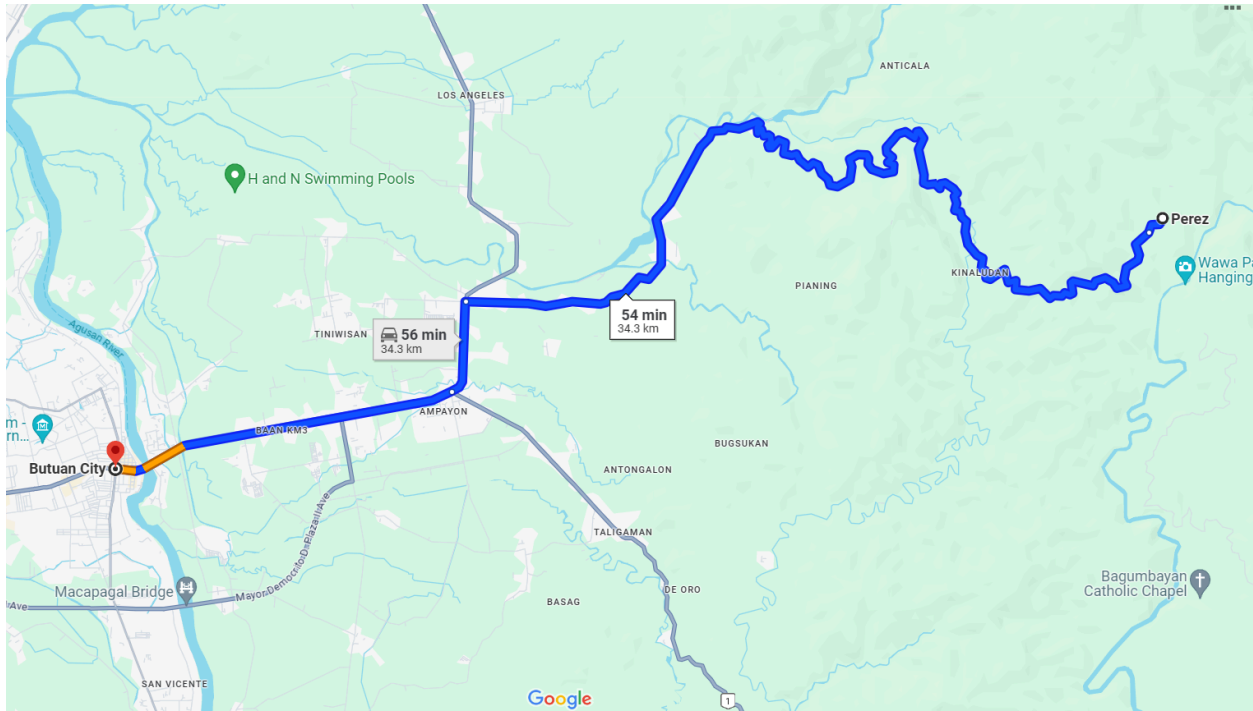 ANTICALA
LOS ANGELES
H and N Swimming Pools
Perez
Wawa Pa
Hanging
KINALUDAN
PIANING
54 min
34.3 km
Agusan River
TINIWISAN
56 min
34.3 km
AMPAYON
m -
rn...
BAAN KM3
BUGSUKAN
Butuan City
ANTONGALON
TALIGAMAN
Mayor Democrito D. Plaza II Ave
Macapagal Bridge
Ave
BASAG
DE ORO
Bagumbayan
Catholic Chapel
SAN VICENTE
Google
1